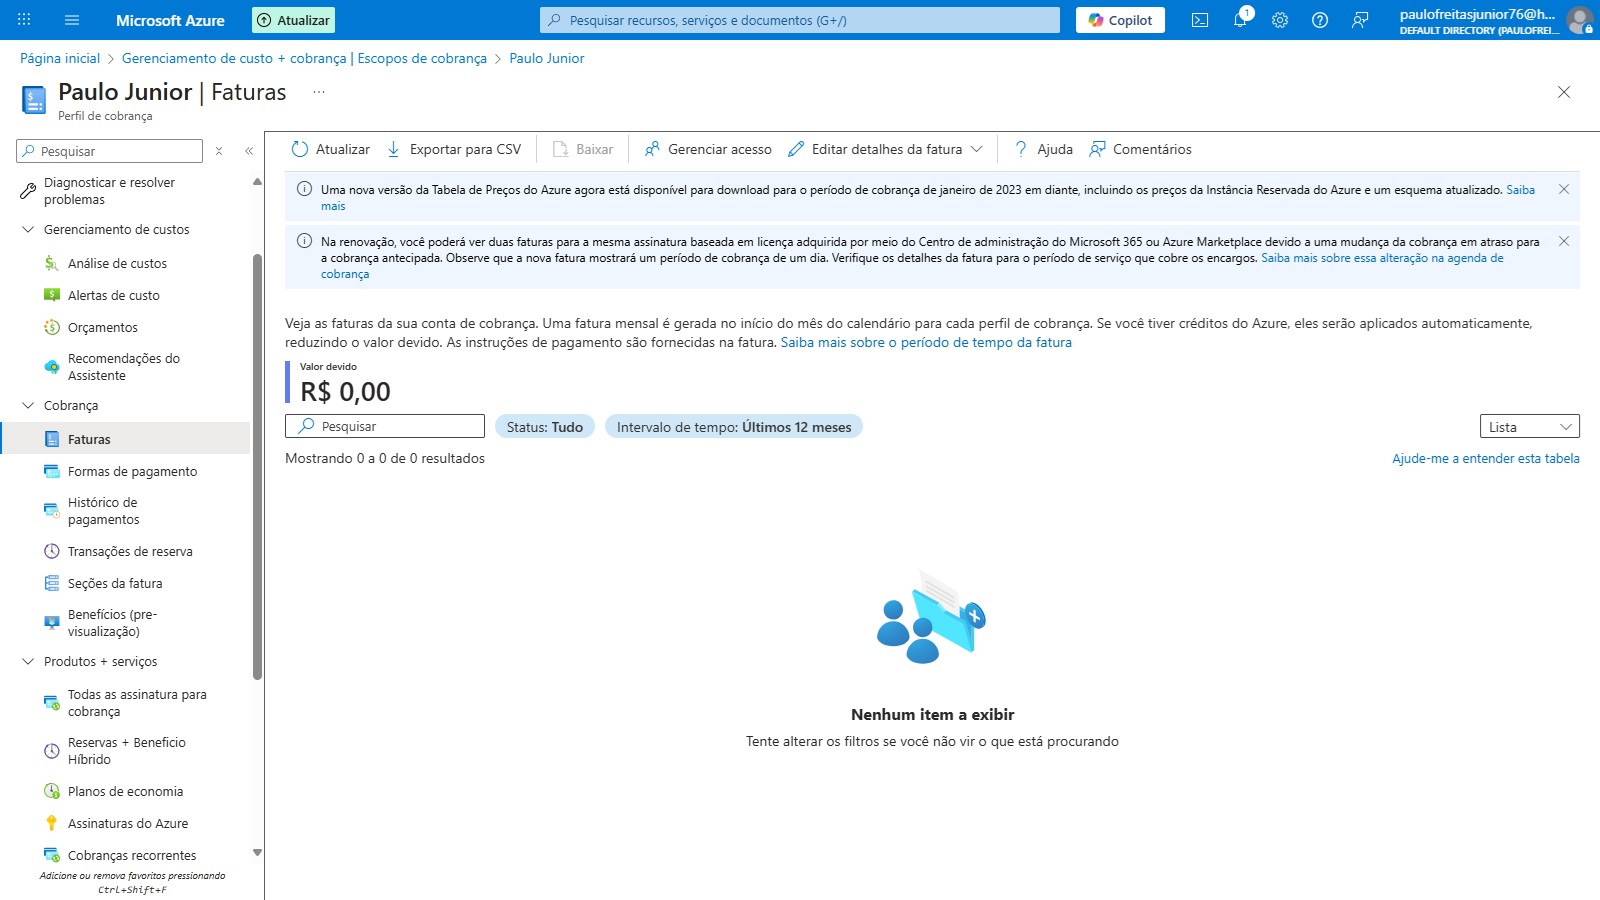 Microsoft Azure
Atualizar
Pesquisar recursos, serviços e documentos (G+/)
Copilot
1
paulofreitasjunior76@h...
DEFAULT DIRECTORY (PAULOFREI...
Página inicial > Gerenciamento de custo + cobrança | Escopos de cobrança > Paulo Junior
Paulo Junior | Faturas ...
Perfil de cobrança
Pesquisar
Diagnosticar e resolver
problemas
Gerenciamento de custos
Análise de custos
Alertas de custo
Orçamentos
Recomendações do
Assistente
Cobrança
Faturas
Formas de pagamento
Histórico de
pagamentos
Transações de reserva
Seções da fatura
Benefícios (pre-
visualização)
Produtos + serviços
Todas as assinatura para
cobrança
Reservas + Beneficio
Híbrido
Planos de economia
Assinaturas do Azure
Cobranças recorrentes
Adicione ou remova favoritos pressionando
Ctrl+Shift+F
Atualizar
Exportar para CSV
Baixar
Gerenciar acesso
Editar detalhes da fatura
Ajuda
Comentários
Uma nova versão da Tabela de Preços do Azure agora está disponível para download para o período de cobrança de janeiro de 2023 em diante, incluindo os preços da Instância Reservada do Azure e um esquema atualizado. Saiba
mais
Na renovação, você poderá ver duas faturas para a mesma assinatura baseada em licença adquirida por meio do Centro de administração do Microsoft 365 ou Azure Marketplace devido a uma mudança da cobrança em atraso para
a cobrança antecipada. Observe que a nova fatura mostrará um período de cobrança de um dia. Verifique os detalhes da fatura para o período de serviço que cobre os encargos. Saiba mais sobre essa alteração na agenda de
cobrança
Veja as faturas da sua conta de cobrança. Uma fatura mensal é gerada no início do mês do calendário para cada perfil de cobrança. Se você tiver créditos do Azure, eles serão aplicados automaticamente,
reduzindo o valor devido. As instruções de pagamento são fornecidas na fatura. Saiba mais sobre o período de tempo da fatura
Valor devido
R$ 0,00
Pesquisar
Status: Tudo
Intervalo de tempo: Últimos 12 meses
Lista
Mostrando 0 a 0 de 0 resultados
Ajude-me a entender esta tabela
Nenhum item a exibir
Tente alterar os filtros se você não vir o que está procurando